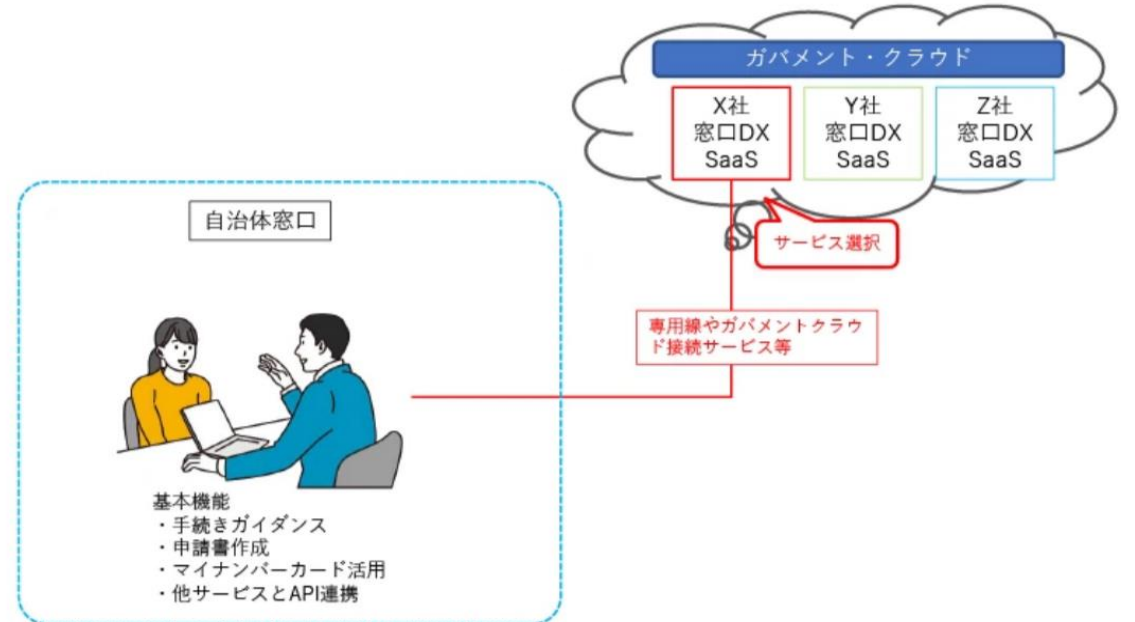 ガバメント・クラウド
X社
窓口DX
SaaS
Y社
窓口DX
SaaS
Z社
窓口DX
SaaS
サービス選択
専用線やガバメントクラウ
ド接続サービス等
自治体窓口
基本機能
・手続きガイダンス
・申請書作成
・マイナンバーカード活用
・他サービスとAPI連携